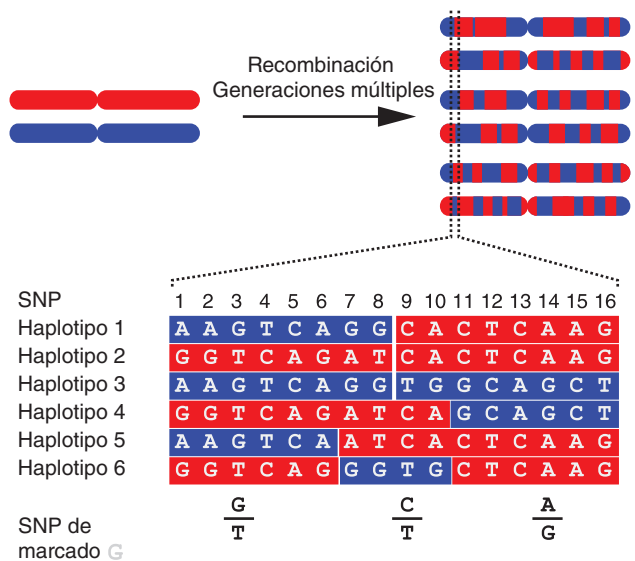 Recombinación
Generaciones múltiples
SNP
1 2 3 4 5 6 7 8 9 10 11 12 13 14 15 16
Haplotipo 1 A A G T C A G G C A C T C A A G
Haplotipo 2 G G T C A G A T C A C T C A A G
Haplotipo 3 A A G T C A G G T G G C A G C T
Haplotipo 4 G G T C A G A T C A G C A G C T
Haplotipo 5 A A G T C A A T C A C T C A A G
Haplotipo 6 G G T C A G G G T G C T C A A G
G C A
T T G
SNP de
marcado G